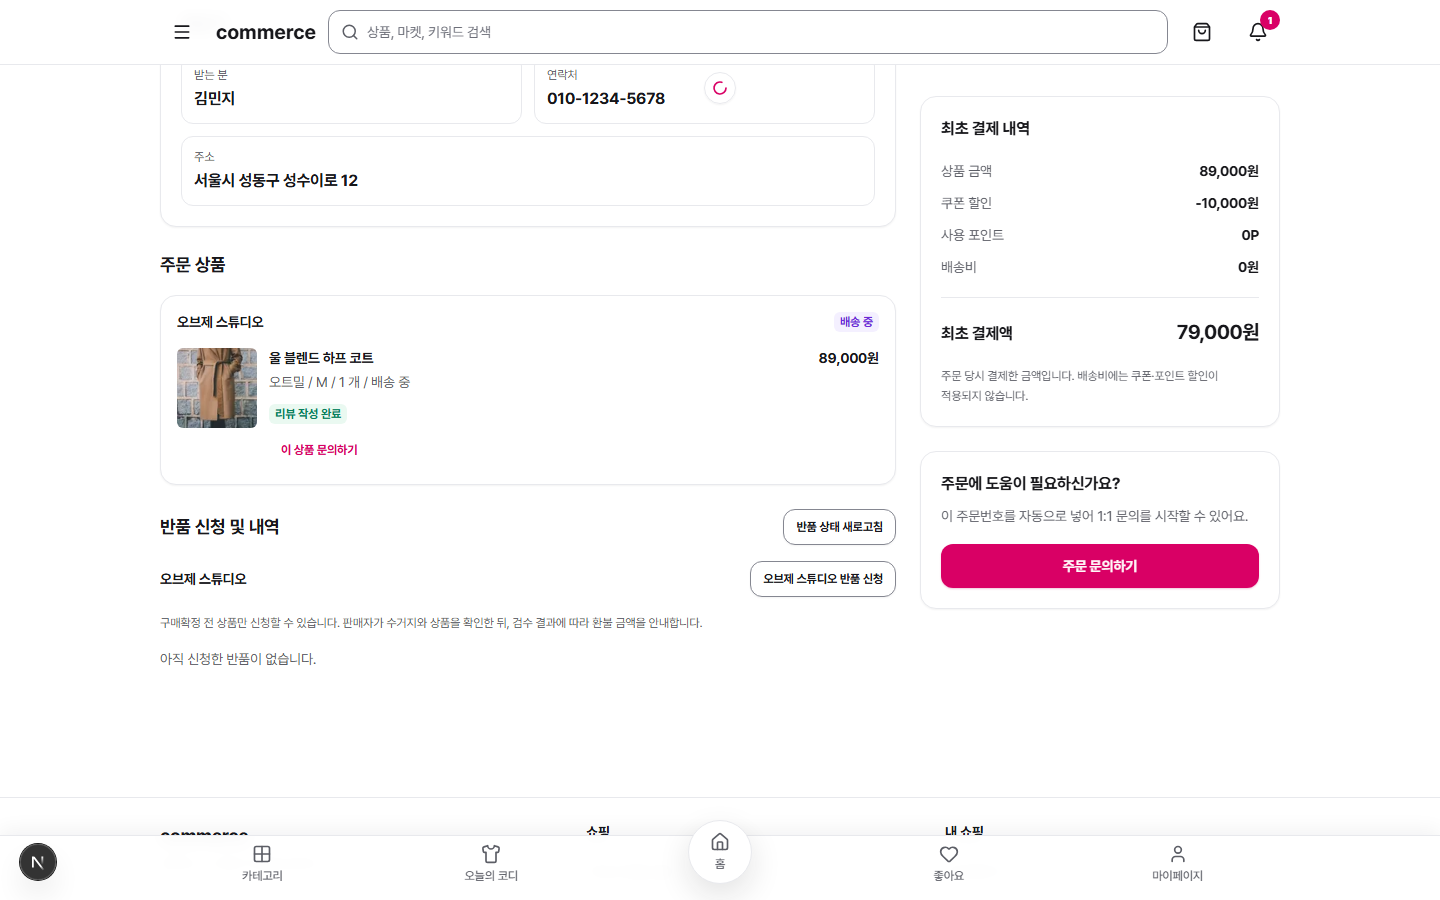 commerce
상품, 마켓, 키워드 검색
1
받는 분
김민지
연락처
010-1234-5678
주소
서울시 성동구 성수이로 12
주문 상품
오브제 스튜디오
배송 중
울 블렌드 하프 코트
89,000원
오트밀 / M / 1 개 / 배송 중
리뷰 작성 완료
이 상품 문의하기
반품 신청 및 내역
반품 상태 새로고침
오브제 스튜디오
오브제 스튜디오 반품 신청
구매확정 전 상품만 신청할 수 있습니다. 판매자가 수거지와 상품을 확인한 뒤, 검수 결과에 따라 환불 금액을 안내합니다.
아직 신청한 반품이 없습니다.
최초 결제 내역
상품 금액
89,000원
쿠폰 할인
-10,000원
사용 포인트
0P
배송비
0원
최초 결제액
79,000원
주문 당시 결제한 금액입니다. 배송비에는 쿠폰·포인트 할인이
적용되지 않습니다.
주문에 도움이 필요하신가요?
이 주문번호를 자동으로 넣어 1:1 문의를 시작할 수 있어요.
주문 문의하기
commerce
쇼핑
내 쇼핑
N
카테고리
오늘의 코디
홈
좋아요
마이페이지